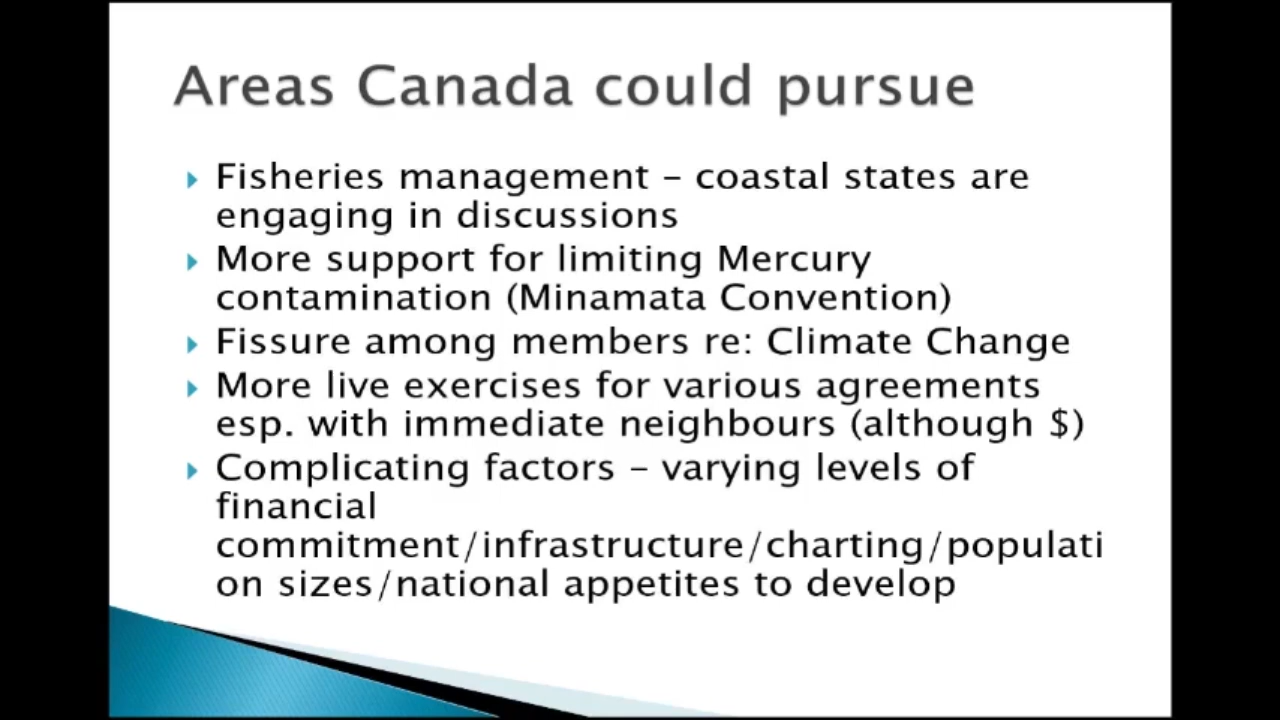 Areas Canada could pursue
Fisheries management – coastal states are
engaging in discussions
More support for limiting Mercury
contamination (Minamata Convention)
Fissure among members re: Climate Change
More live exercises for various agreements
esp. with immediate neighbours (although $)
Complicating factors – varying levels of
financial
commitment/infrastructure/charting/populati
on sizes/national appetites to develop